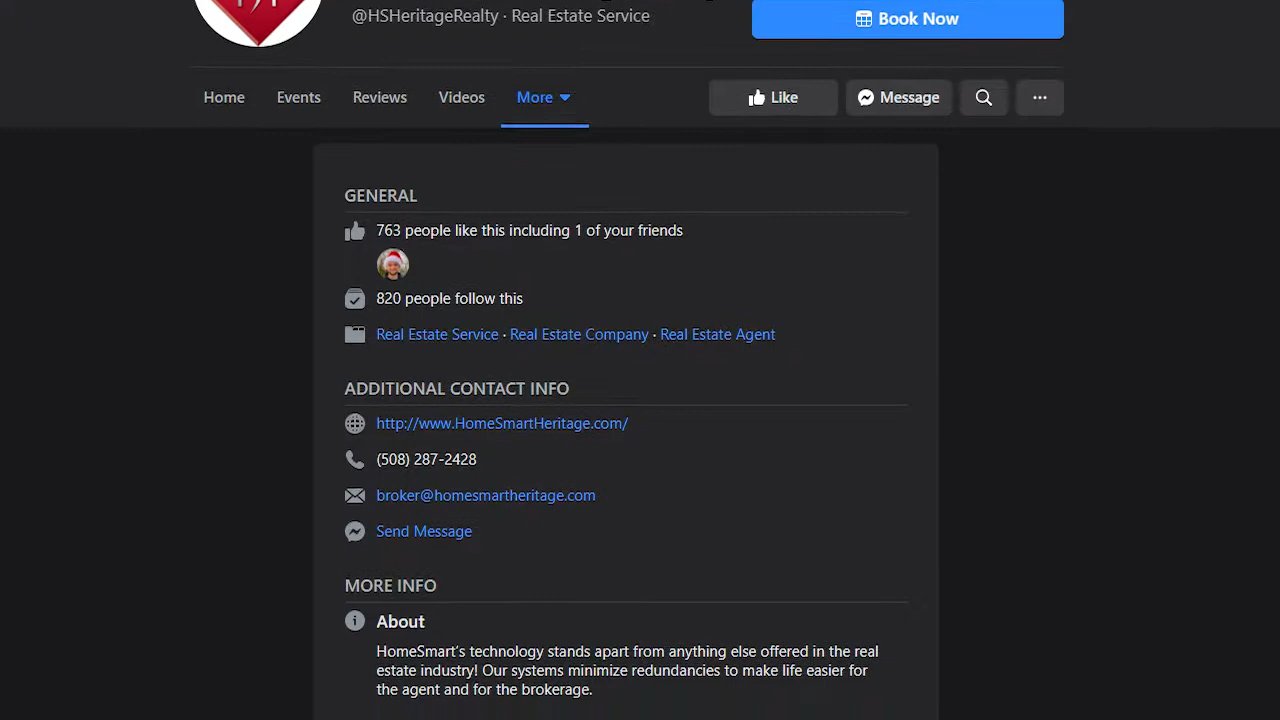 @HSHeritageRealty · Real Estate Service
Book Now
Home Events Reviews Videos More Like Message ...
GENERAL
763 people like this including 1 of your friends
820 people follow this
Real Estate Service · Real Estate Company · Real Estate Agent
ADDITIONAL CONTACT INFO
http://www.HomeSmartHeritage.com/
(508) 287-2428
broker@homesmartheritage.com
Send Message
MORE INFO
About
HomeSmart's technology stands apart from anything else offered in the real
estate industry! Our systems minimize redundancies to make life easier for
the agent and for the brokerage.